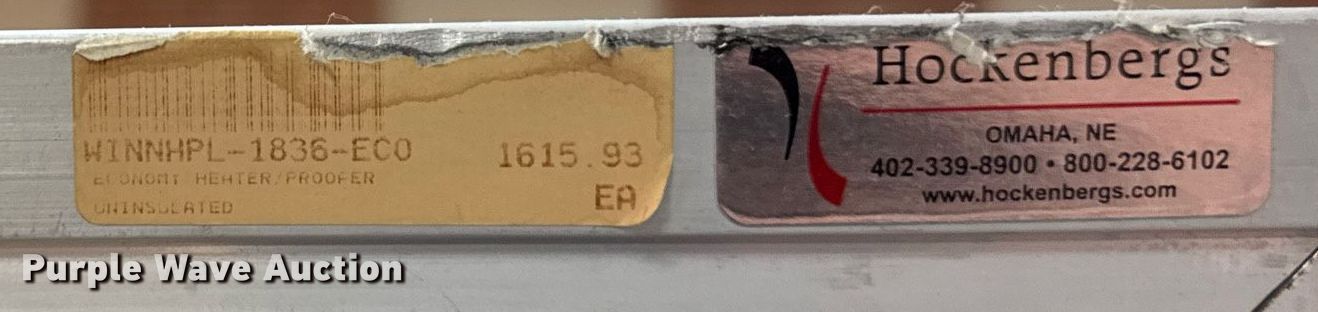 WINNHPL-1836-ECO
1615.93
ECONOMY HEATER/PROOFER
EA
UNINSULATED
Hockenbergs
OMAHA, NE
402-339-8900 • 800-228-6102
www.hockenbergs.com
Purple Wave Auction